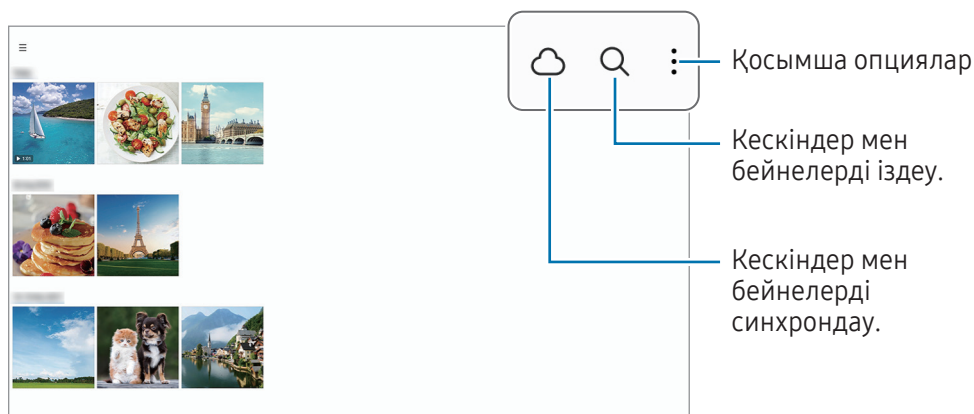 Қосымша опциялар
Кескіндер мен
бейнелерді іздеу.
Кескіндер мен
бейнелерді
синхрондау.